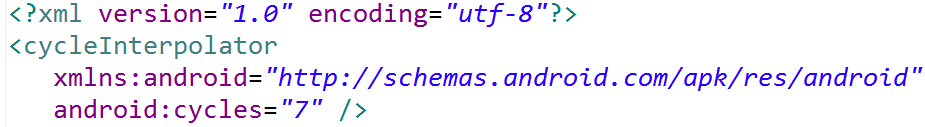 <?xml version="1.0" encoding="utf-8"?>
<cycleInterpolator
xmlns:android="http://schemas.android.com/apk/res/android"
android:cycles="7" />